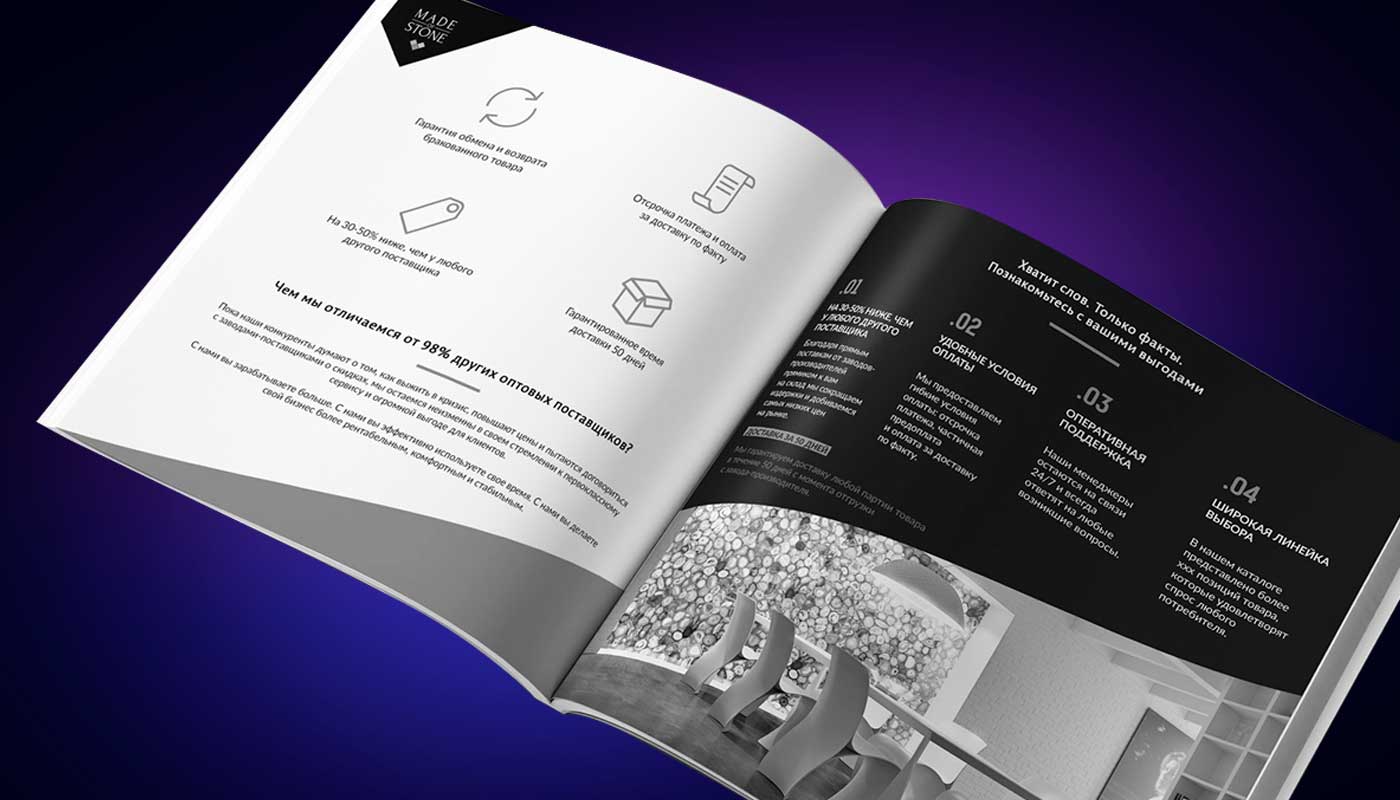 MADE
OF
STONE
Гарантия обмена и возврата
бракованного товара
Отсрочка платежа и оплата
за доставку по факту
На 30-50% ниже, чем у любого
другого поставщика
Гарантированное время
доставки 50 дней
Чем мы отличаемся от 98% других оптовых поставщиков?
Пока наши конкуренты думают о том, как выжить в кризис, повышают цены и пытаются договориться
с заводами-поставщиками о скидках, мы остаемся неизменны в своем стремлении к первоклассному
сервису и огромной выгоде для клиентов.
С нами вы зарабатываете больше. С нами вы эффективно используете свое время. С нами вы делаете
свой бизнес более рентабельным, комфортным и стабильным.
Хватит слов. Только факты.
Познакомьтесь с вашими выгодами
.01
НА 30-50% НИЖЕ, ЧЕМ
У ЛЮБОГО ДРУГОГО
ПОСТАВЩИКА
Благодаря прямым
поставкам от заводов-
производителей
прямиком к вам
на склад мы сокращаем
издержки и добиваемся
самых низких цен
на рынке.
ДОСТАВКА ЗА 50 ДНЕЙ
Мы гарантируем доставку любой партии товара
в течение 50 дней с момента отгрузки
с завода-производителя.
.02
УДОБНЫЕ УСЛОВИЯ
ОПЛАТЫ
Мы предоставляем
гибкие условия
оплаты: отсрочка
платежа, частичная
предоплата
и оплата за доставку
по факту.
.03
ОПЕРАТИВНАЯ
ПОДДЕРЖКА
Наши менеджеры
остаются на связи
24/7 и всегда
ответят на любые
возникшие вопросы.
.04
ШИРОКАЯ ЛИНЕЙКА
ВЫБОРА
В нашем каталоге
представлено более
ххх позиций товара,
которые удовлетворят
спрос любого
потребителя.